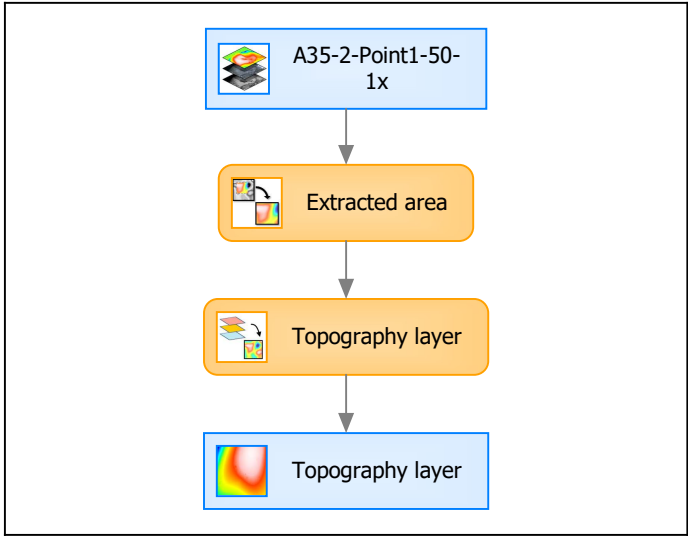 A35-2-Point1-50-
1x
Extracted area
Topography layer
Topography layer